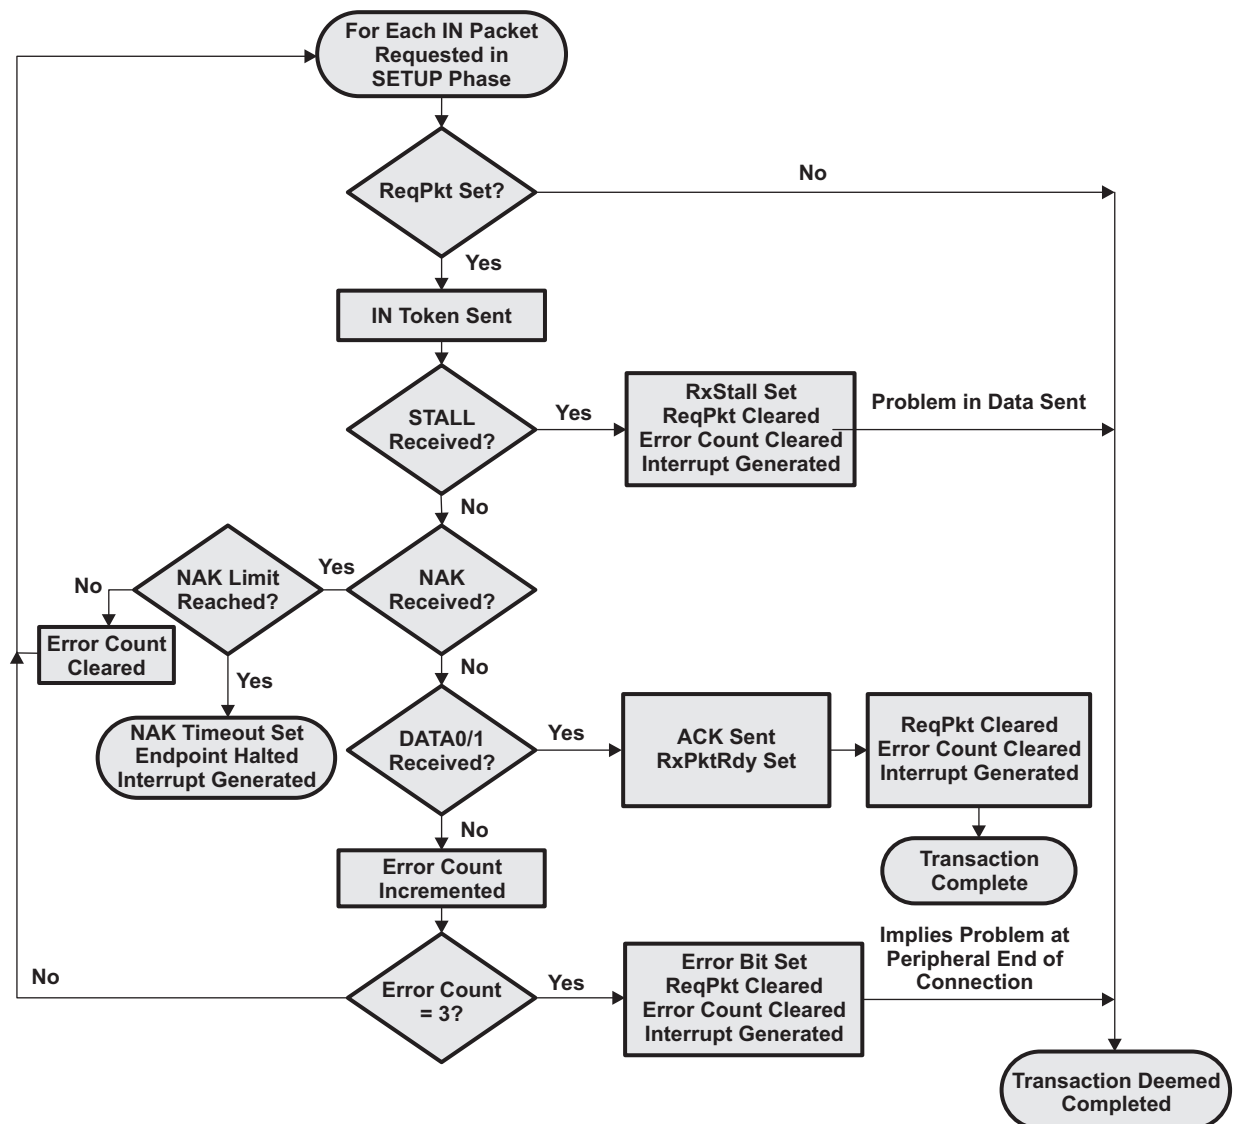 For Each IN Packet
Requested in
SETUP Phase
ReqPkt Set?
No
Yes
IN Token Sent
STALL
Received?
Yes
RxStall Set
ReqPkt Cleared
Error Count Cleared
Interrupt Generated
Problem in Data Sent
No
NAK
Received?
Yes
NAK Limit
Reached?
No
Error Count
Cleared
Yes
NAK Timeout Set
Endpoint Halted
Interrupt Generated
No
DATA0/1
Received?
Yes
ACK Sent
RxPktRdy Set
ReqPkt Cleared
Error Count Cleared
Interrupt Generated
Transaction
Complete
No
Error Count
Incremented
Error Count
= 3?
No
Yes
Error Bit Set
ReqPkt Cleared
Error Count Cleared
Interrupt Generated
Implies Problem at
Peripheral End of
Connection
Transaction Deemed
Completed